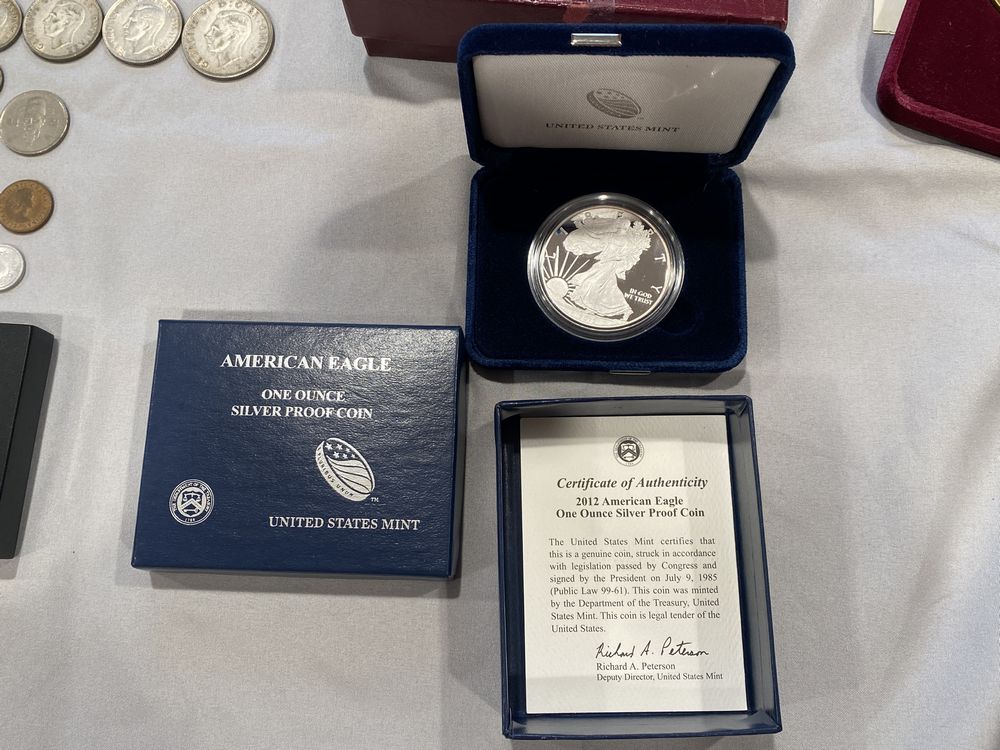 UNITED STATES MINT
LIBERTY
IN GOD
WE TRUST
AMERICAN EAGLE
ONE OUNCE
SILVER PROOF COIN
E PLURIBUS UNUM
TM
1789
UNITED STATES MINT
Certificate of Authenticity
2012 American Eagle
One Ounce Silver Proof Coin
The United States Mint certifies that
this is a genuine coin, struck in accordance
with legislation passed by Congress and
signed by the President on July 9, 1985
(Public Law 99-61). This coin was minted
by the Department of the Treasury, United
States Mint. This coin is legal tender of the
United States.
Richard A. Peterson
Richard A. Peterson
Deputy Director, United States Mint